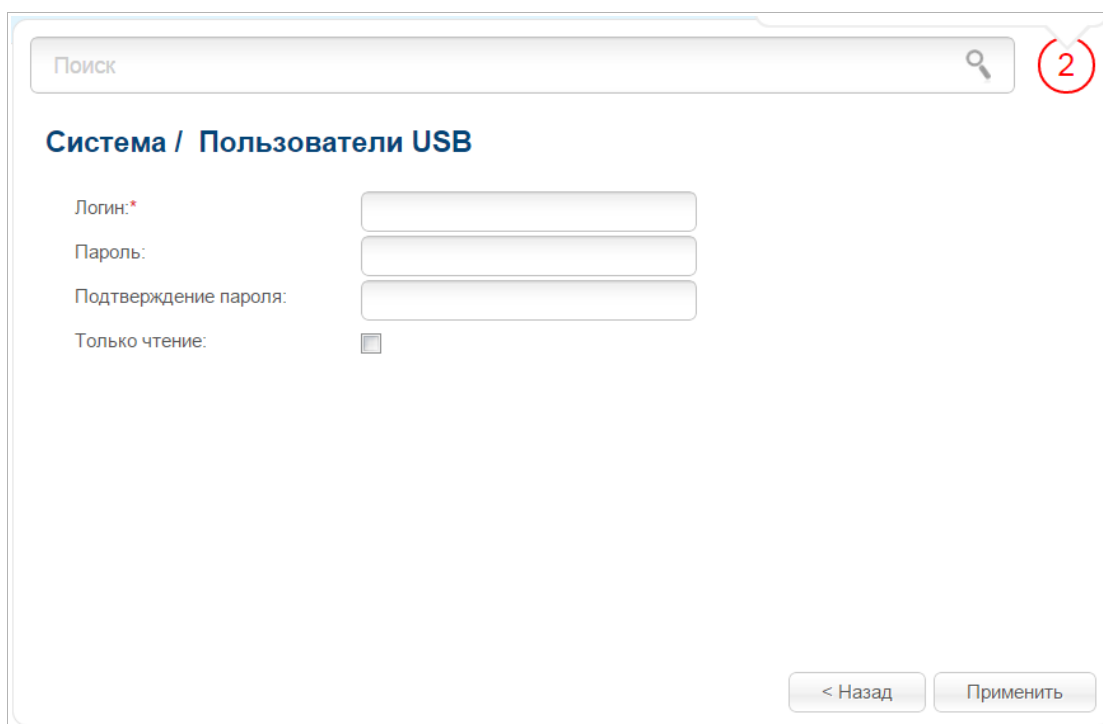 Поиск
2
Система / Пользователи USB
Логин:*
Пароль:
Подтверждение пароля:
Только чтение:
< Назад
Применить